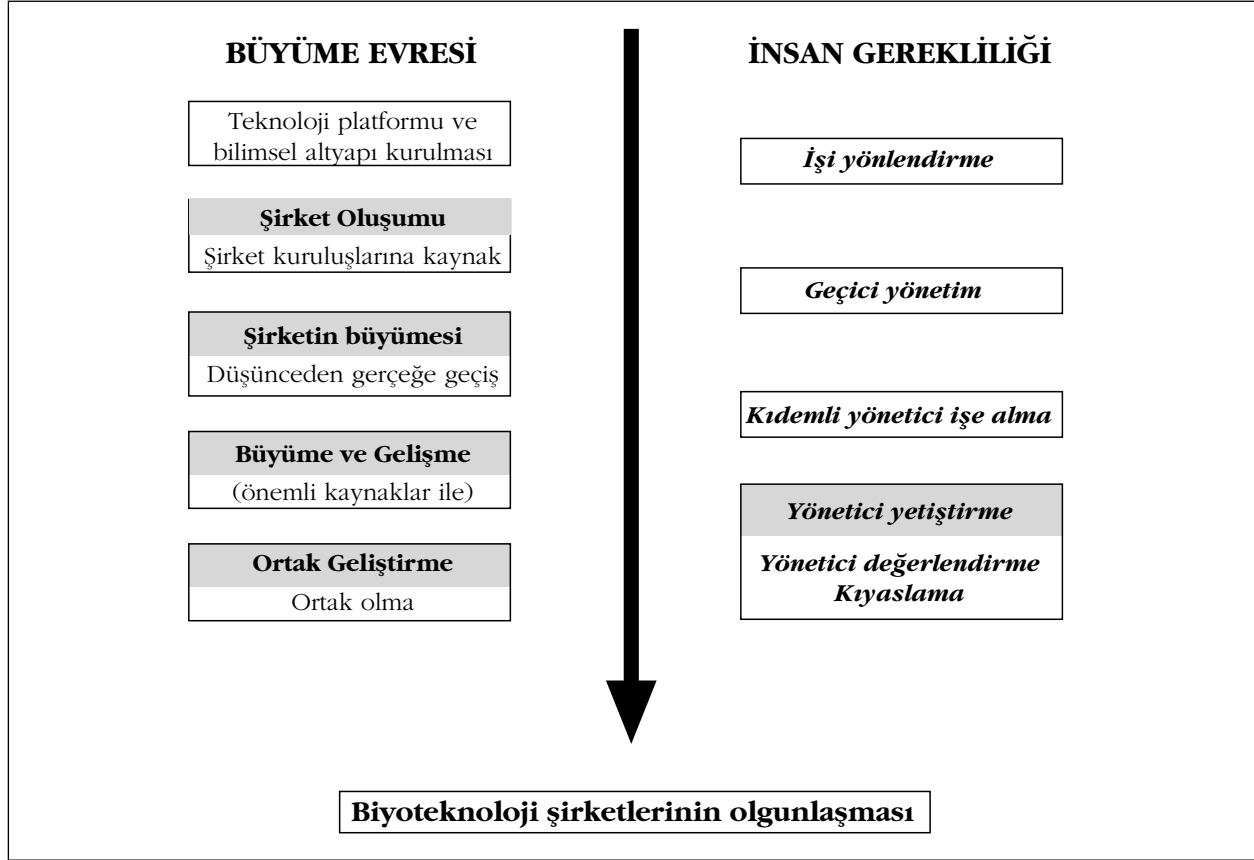 BÜYÜME EVRESİ
Teknoloji platformu ve
bilimsel altyapı kurulması
Şirket Oluşumu
Şirket kuruluşlarına kaynak
Şirketin büyümesi
Düşünceden gerçeğe geçiş
Büyüme ve Gelişme
(önemli kaynaklar ile)
Ortak Geliştirme
Ortak olma
İNSAN GEREKLİLİĞİ
İşi yönlendirme
Geçici yönetim
Kıdemli yönetici işe alma
Yönetici yetiştirme
Yönetici değerlendirme
Kıyaslama
Biyoteknoloji şirketlerinin olgunlaşması